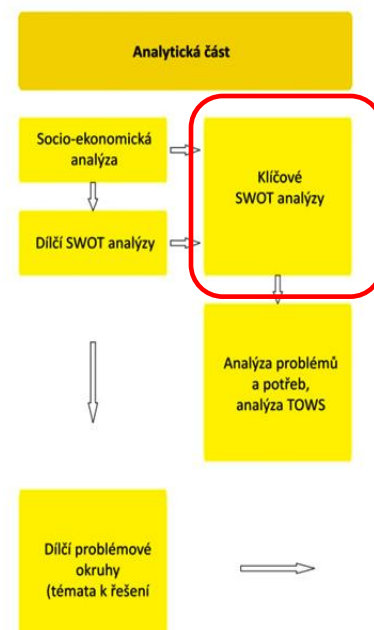 Analytická část
Socio-ekonomická
analýza
Klíčové
SWOT analýzy
Dílčí SWOT analýzy
Analýza problémů
a potřeb,
analýza TOWS
Dílčí problémové
okruhy
(témata k řešení